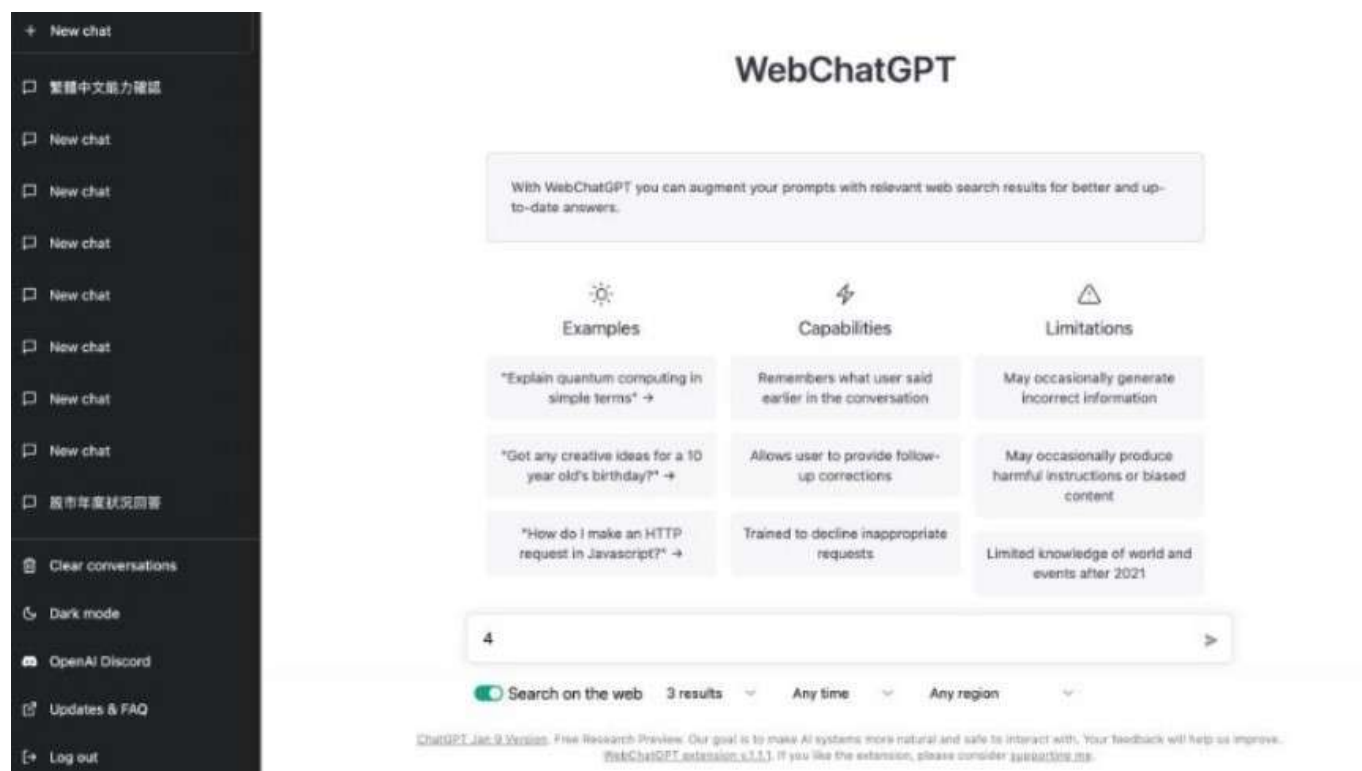 + New chat
繁體中文能力確認
New chat
New chat
New chat
New chat
New chat
New chat
New chat
股市年度狀況回答
Clear conversations
Dark mode
OpenAI Discord
Updates & FAQ
Log out
WebChatGPT
With WebChatGPT you can augment your prompts with relevant web search results for better and up-
to-date answers.
Examples
"Explain quantum computing in
simple terms" →
"Got any creative ideas for a 10
year old's birthday?" →
"How do I make an HTTP
request in Javascript?" →
Capabilities
Remembers what user said
earlier in the conversation
Allows user to provide follow-
up corrections
Trained to decline inappropriate
requests
Limitations
May occasionally generate
incorrect information
May occasionally produce
harmful instructions or biased
content
Limited knowledge of world and
events after 2021
4
Search on the web 3 results Any time Any region
ChatGPT Jan 9 Version. Free Research Preview. Our goal is to make AI systems more natural and safe to interact with. Your feedback will help us improve.
WebChatGPT extension v.1.1.1. If you like the extension, please consider supporting me.